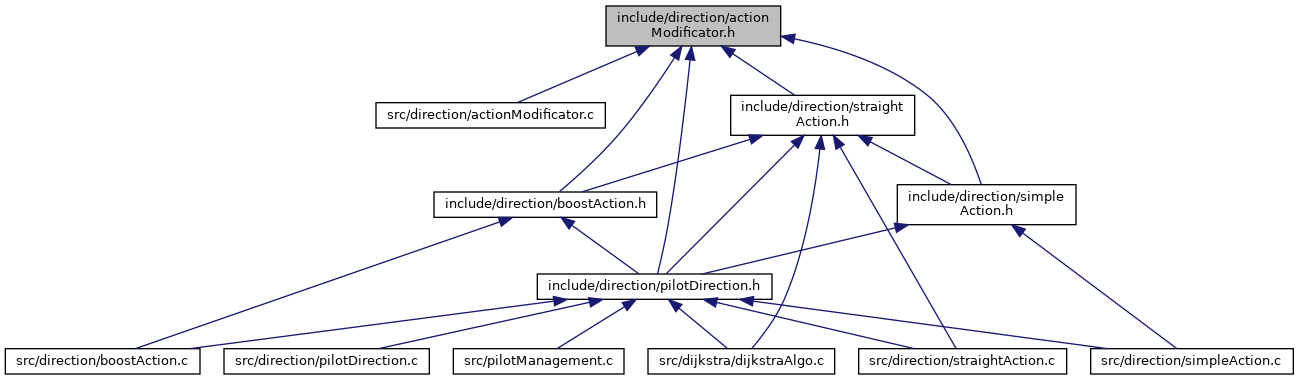 include/direction/action
Modificator.h
src/direction/actionModificator.c
include/direction/straight
Action.h
include/direction/boostAction.h
include/direction/simple
Action.h
include/direction/pilotDirection.h
src/direction/boostAction.c
src/direction/pilotDirection.c
src/pilotManagement.c
src/dijkstra/dijkstraAlgo.c
src/direction/straightAction.c
src/direction/simpleAction.c